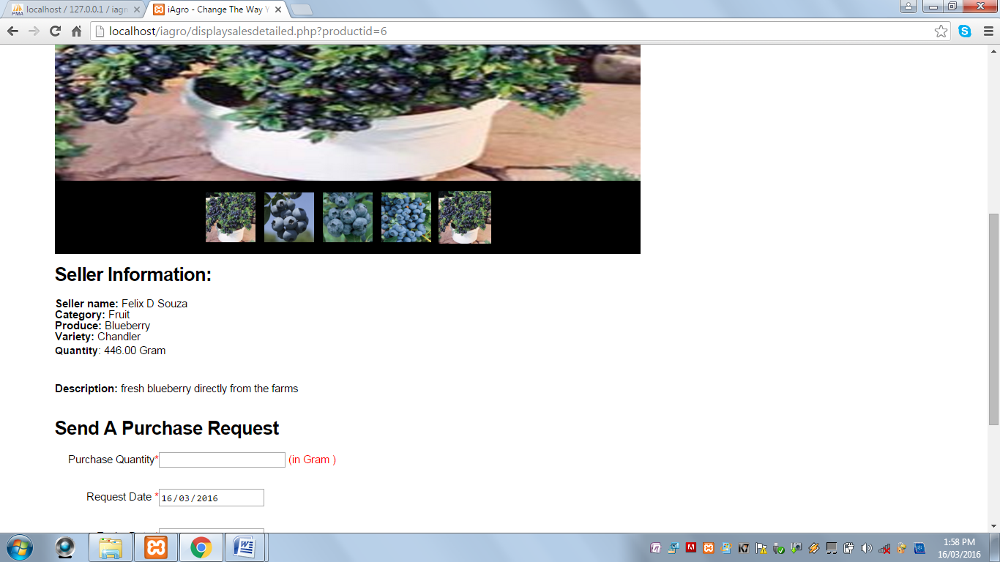 localhost / 127.0.0.1 / iagr
iAgro - Change The Way Y
localhost/iagro/displaysalesdetailed.php?productid=6
Seller Information:
Seller name: Felix D Souza
Category: Fruit
Produce: Blueberry
Variety: Chandler
Quantity: 446.00 Gram
Description: fresh blueberry directly from the farms
Send A Purchase Request
Purchase Quantity* (in Gram )
Request Date * 16/03/2016
1:58 PM
16/03/2016